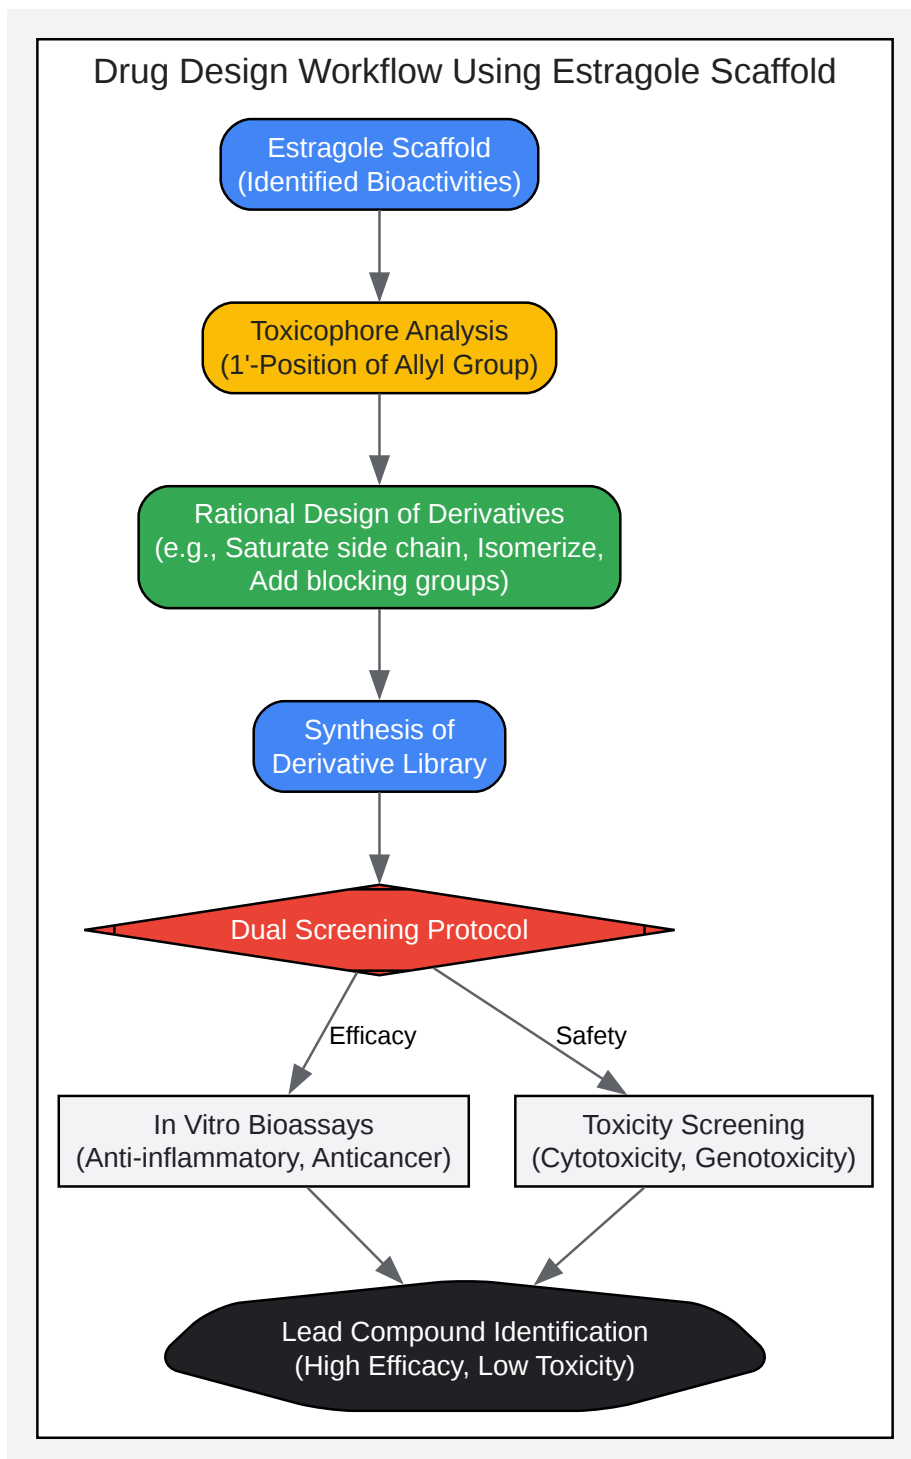 Drug Design Workflow Using Estragole Scaffold
Estragole Scaffold
(Identified Bioactivities)
Toxicophore Analysis
(1'-Position of Allyl Group)
Rational Design of Derivatives
(e.g., Saturate side chain, Isomerize,
Add blocking groups)
Synthesis of
Derivative Library
Dual Screening Protocol
Efficacy
Safety
In Vitro Bioassays
(Anti-inflammatory, Anticancer)
Toxicity Screening
(Cytotoxicity, Genotoxicity)
Lead Compound Identification
(High Efficacy, Low Toxicity)